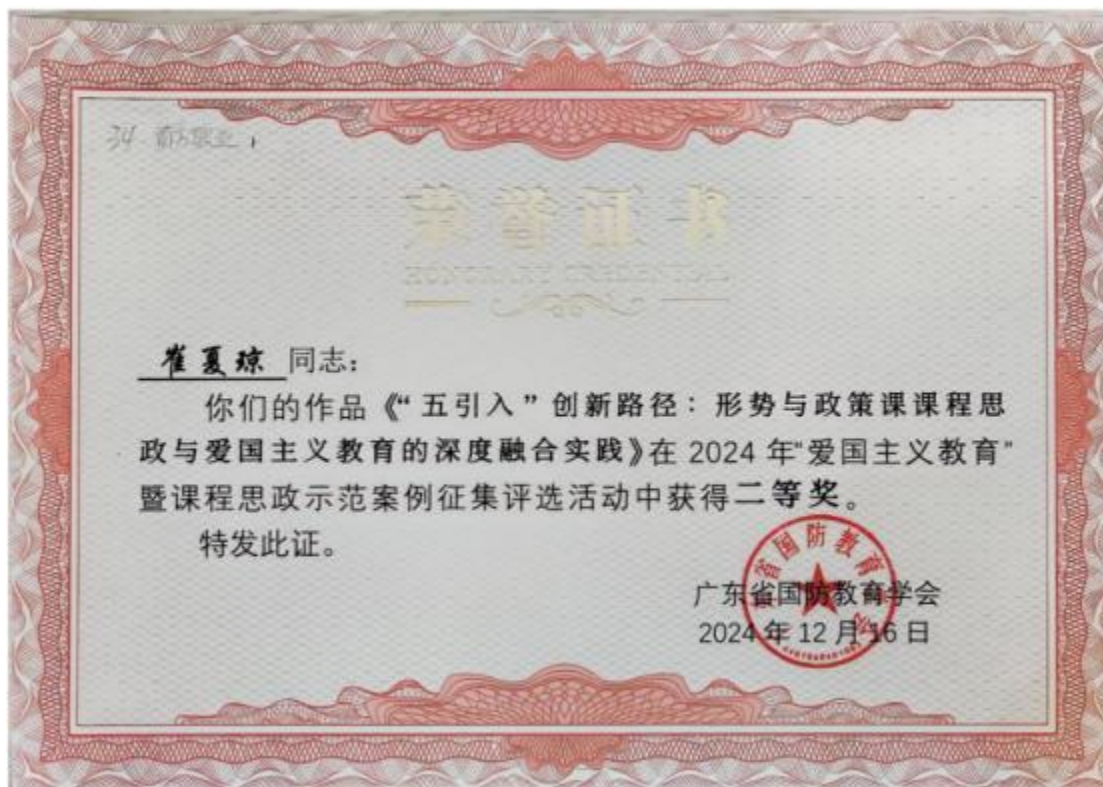 34
崔夏琼 同志：
你们的作品《“五引入”创新路径：形势与政策课课程思
政与爱国主义教育的深度融合实践》在 2024 年“爱国主义教育”
暨课程思政示范案例征集评选活动中获得二等奖。
特发此证。
广东省国防教育学会
2024 年 12 月 16 日